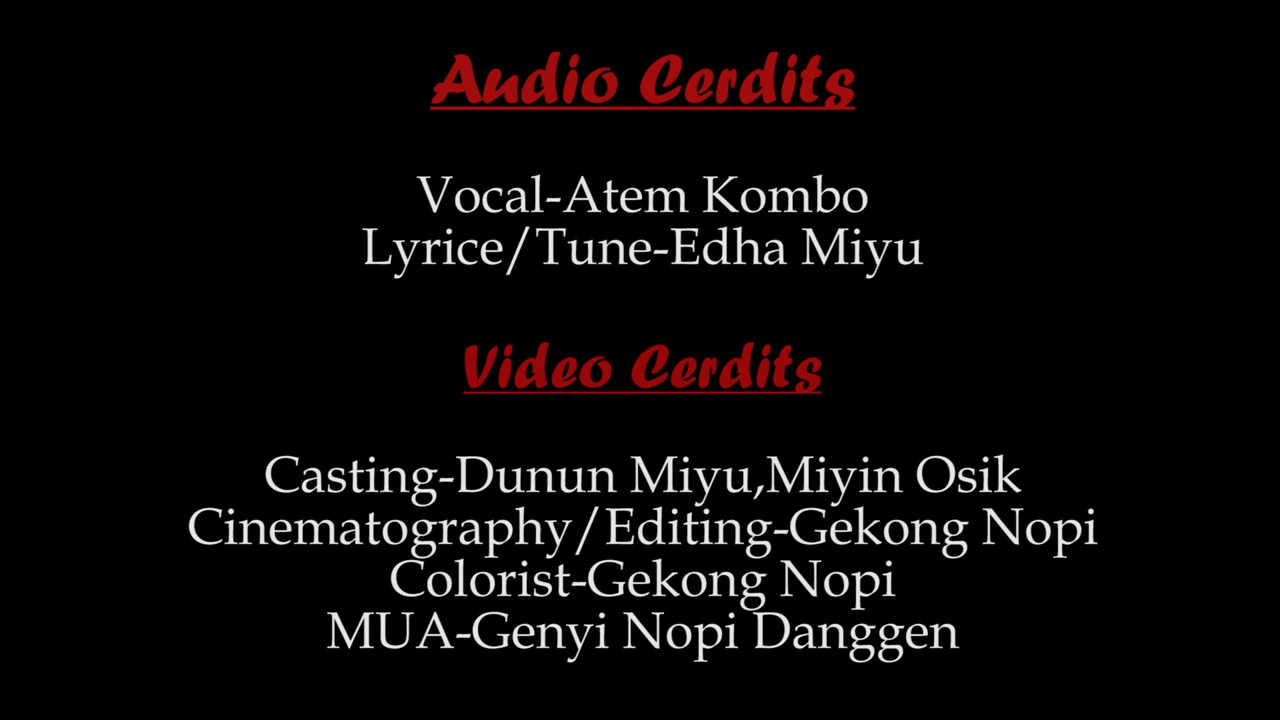 Audio Cerdits
Vocal-Atem Kombo
Lyrice/Tune-Edha Miyu
Video Cerdits
Casting-Dunun Miyu,Miyin Osik
Cinematography/Editing-Gekong Nopi
Colorist-Gekong Nopi
MUA-Genyi Nopi Danggen